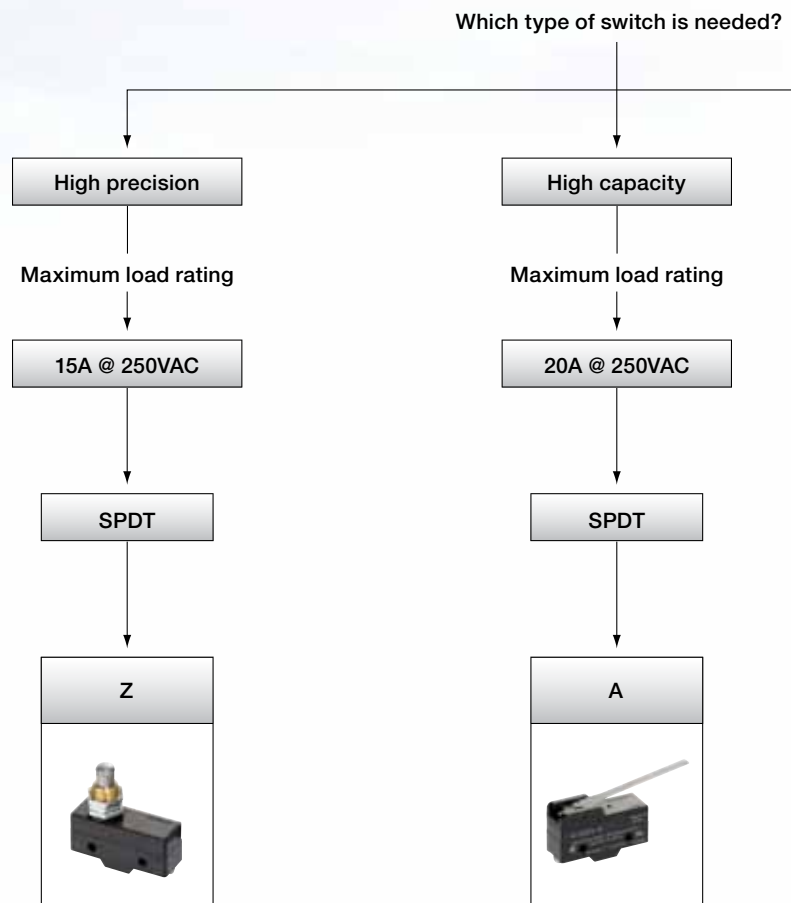 Which type of switch is needed?
High precision
High capacity
Maximum load rating
Maximum load rating
15A @ 250VAC
20A @ 250VAC
SPDT
SPDT
Z
A